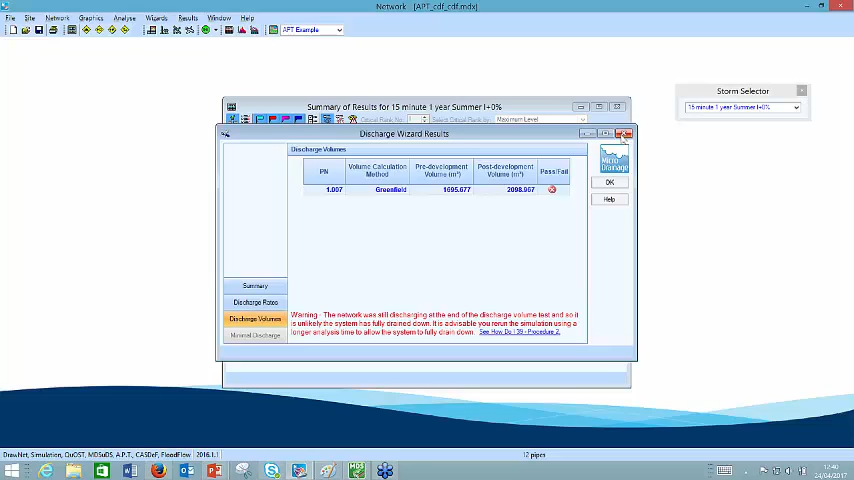 Network - [APT_cdf_cdf.mdx]
File Site Network Graphics Analyse Wizards Results Window Help
APT Example
Summary of Results for 15 minute 1 year Summer I+0%
Critical Rank No. Select Critical by: Maximum Level
Storm Selector
15 minute 1 year Summer I+0%
Discharge Wizard Results
Discharge Volumes
PN Volume Calculation Method Pre-development Volume (m³) Post-development Volume (m³) Pass/Fail
1.007 Greenfield 1695.677 2098.967
Micro Drainage
OK
Help
Summary
Discharge Rates
Discharge Volumes
Minimal Discharge
Warning - The network was still discharging at the end of the discharge volume test and so it
is unlikely the system has fully drained down. It is advisable you rerun the simulation using a
longer analysis time to allow the system to fully drain down. See How Do I 39 - Procedure 2.
DrawNet, Simulation, QuOST, MDSuDS, A.P.T., CASDeF, FloodFlow 2016.1.1 12 pipes
12:40
24/04/2017